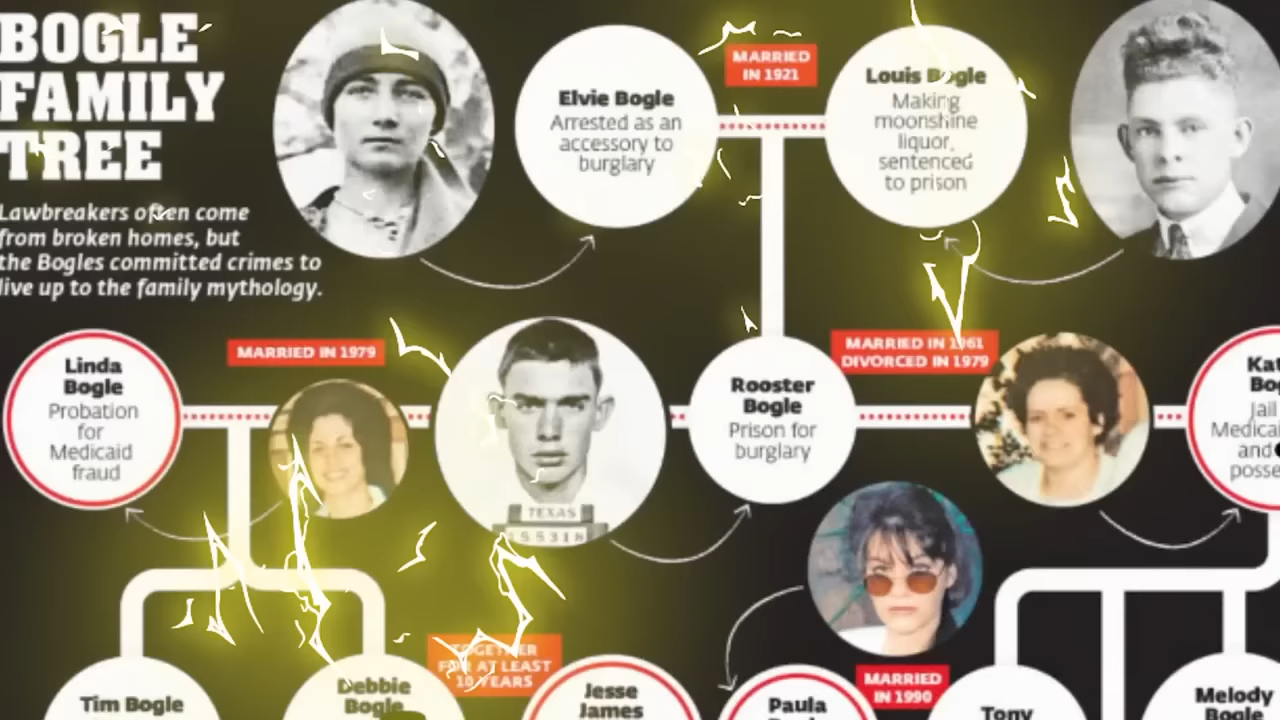 BOGLE
FAMILY
TREE
Lawbreakers often come
from broken homes, but
the Bogles committed crimes to
live up to the family mythology.
Elvie Bogle
Arrested as an
accessory to
burglary
MARRIED
IN 1921
Louis Bogle
Making
moonshine
liquor,
sentenced
to prison
Linda
Bogle
Probation
for
Medicaid
fraud
MARRIED IN 1979
TEXAS
Rooster
Bogle
Prison for
burglary
MARRIED IN 1961
DIVORCED IN 1979
Jail
and
Tim Bogle
Debbie
Bogle
TOGETHER
FOR AT LEAST
10 YEARS
Jesse
James
Paula
MARRIED
IN 1990
Tony
Melody
Bogle